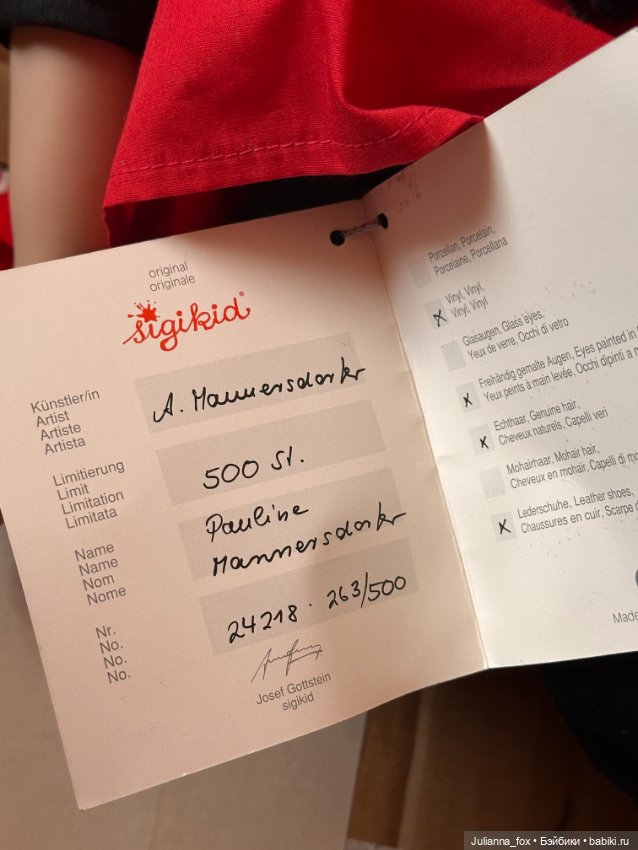 original
originale
sigikid®
Künstler/in
Artist
Artiste
Artista
A. Mannersdorfer
Limitierung
Limit
Limitation
Limitata
500 St.
Name
Name
Nom
Nome
Pauline
Mannersdorfer
Nr.
No.
No.
No.
24218 · 263/500
Josef Gottstein
sigikid
Porzellan, Porcelain,
Porcelaine, Porcellana
x Vinyl, Vinyl,
Vinyl, Vinyl
Glasaugen, Glass eyes,
Yeux de verre, Occhi di vetro
x Freihändig gemalte Augen, Eyes painted in
Yeux peints à main levée, Occhi dipinti a
x Echthaar, Genuine hair,
Cheveux naturels, Capelli veri
Mohairhaar, Mohair hair,
Cheveux en mohair, Capelli di
x Lederschuhe, Leather shoes,
Chaussures en cuir, Scarpe
Made
Julianna_fox • Бэйбики • babiki.ru